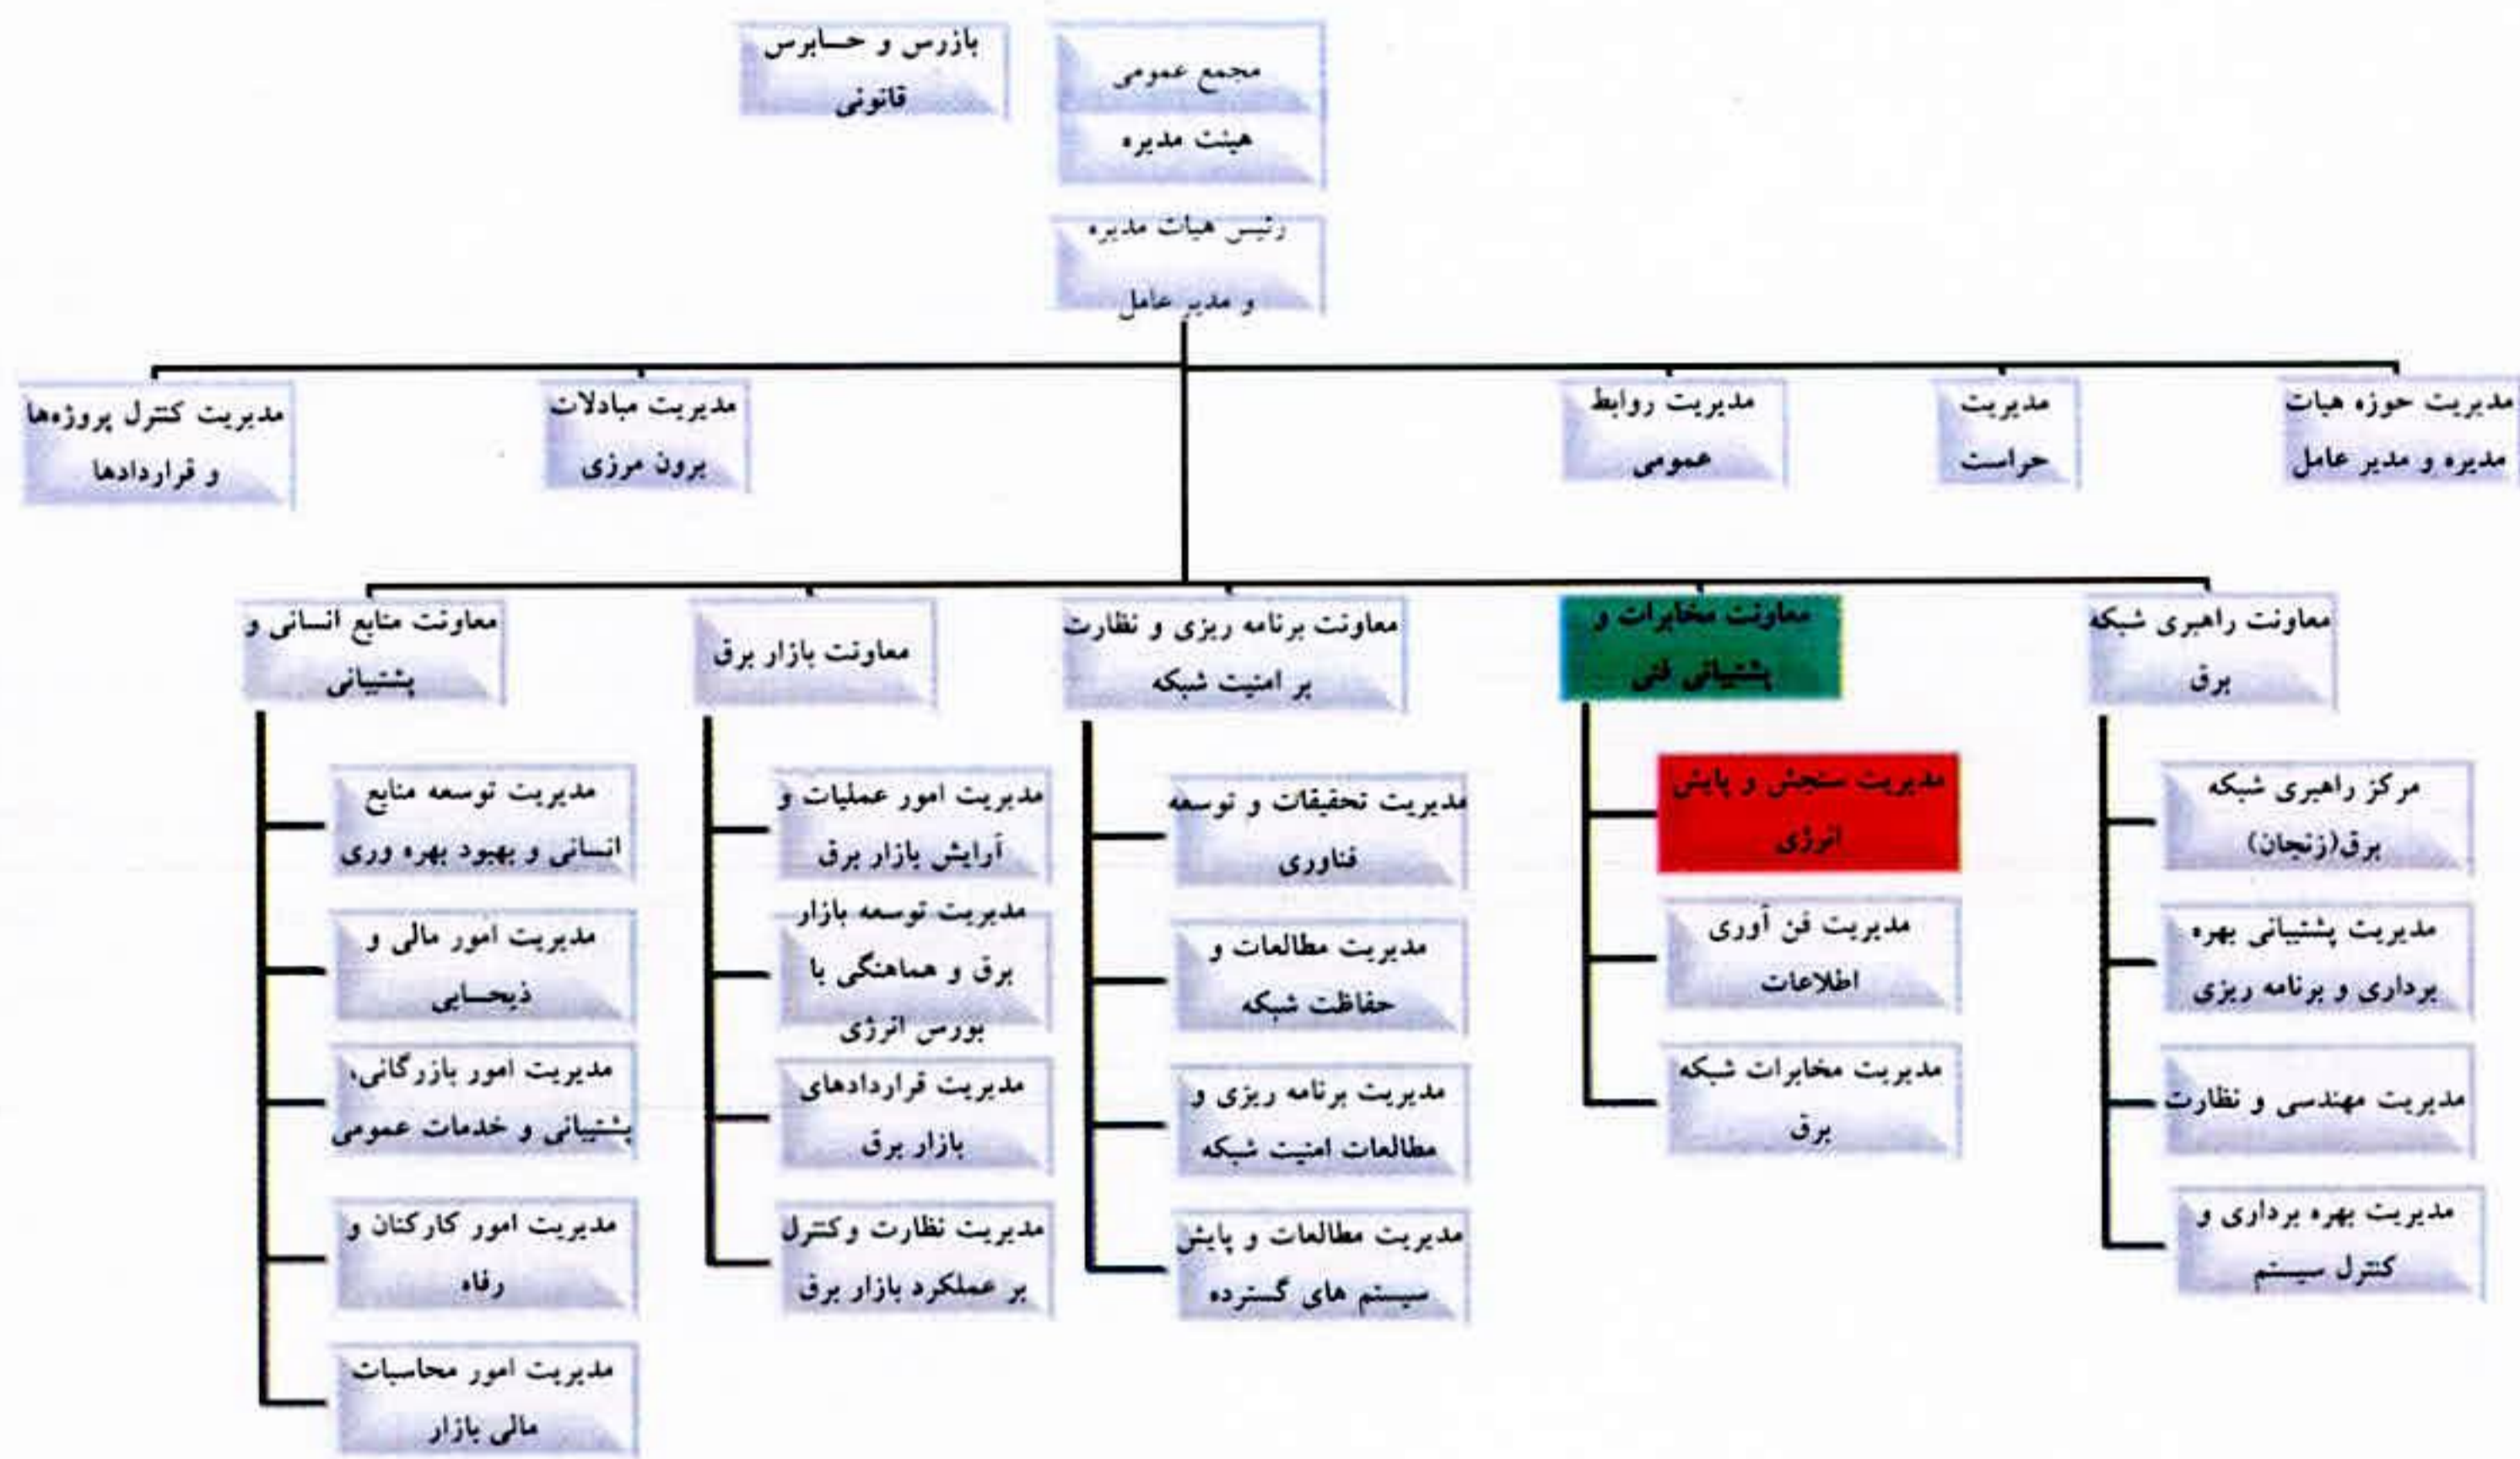 مجمع عمومی
بازرس و حسابرس
قانونی
هیئت مدیره
رئیس هیات مدیره
و مدیر عامل
مدیریت حوزه هیات
مدیره و مدیر عامل
مدیریت
حراست
مدیریت روابط
عمومی
مدیریت مبادلات
برون مرزی
مدیریت کنترل پروژه‌ها
و قراردادها
معاونت راهبری شبکه
برق
مرکز راهبری شبکه
برق(زنجان)
مدیریت پشتیبانی بهره
برداری و برنامه ریزی
مدیریت مهندسی و نظارت
مدیریت بهره برداری و
کنترل سیستم
معاونت مخابرات و
پشتیبانی فنی
مدیریت سنجش و پایش
انرژی
مدیریت فن آوری
اطلاعات
مدیریت مخابرات شبکه
برق
معاونت برنامه ریزی و نظارت
بر امنیت شبکه
مدیریت تحقیقات و توسعه
فناوری
مدیریت مطالعات و
حفاظت شبکه
مدیریت برنامه ریزی و
مطالعات امنیت شبکه
مدیریت مطالعات و پایش
سیستم های گسترده
معاونت بازار برق
مدیریت امور عملیات و
آرایش بازار برق
مدیریت توسعه بازار
برق و هماهنگی با
بورس انرژی
مدیریت قراردادهای
بازار برق
مدیریت نظارت وکنترل
بر عملکرد بازار برق
معاونت منابع انسانی و
پشتیبانی
مدیریت توسعه منابع
انسانی و بهبود بهره وری
مدیریت امور مالی و
ذیحسابی
مدیریت امور بازرگانی،
پشتیبانی و خدمات عمومی
مدیریت امور کارکنان و
رفاه
مدیریت امور محاسبات
مالی بازار